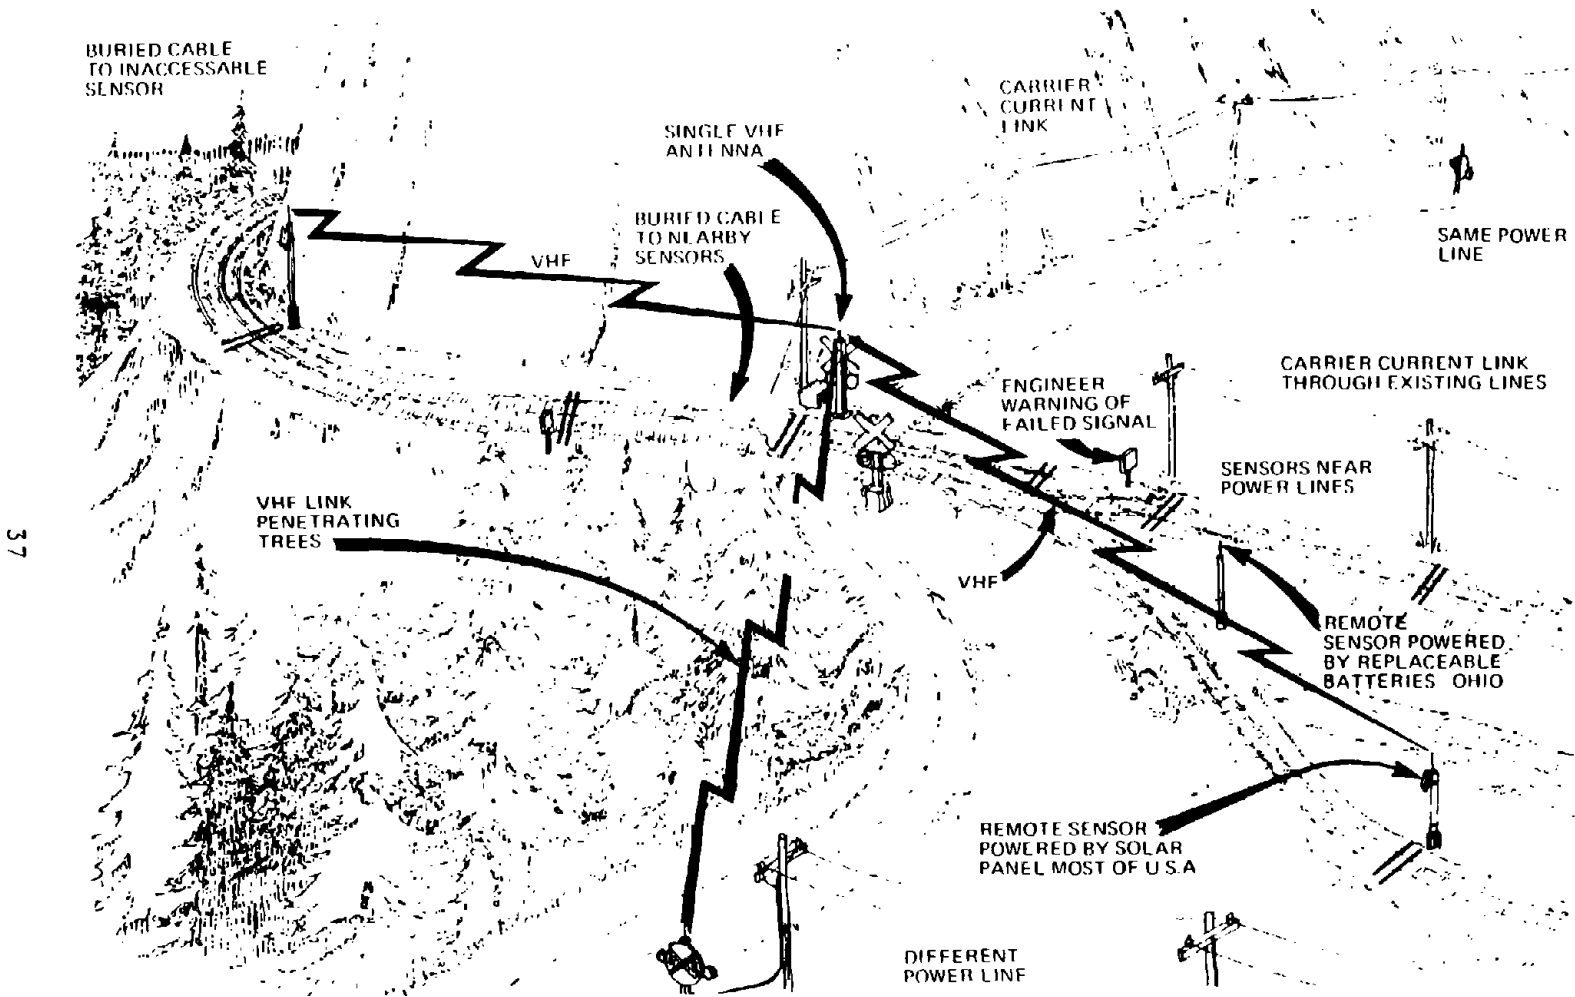 BURIED CABLE
TO INACCESSABLE
SENSOR
SINGLE VHF
ANTENNA
CARRIER
CURRENT
LINK
BURIED CABLE
TO NEARBY
SENSORS
VHF
SAME POWER
LINE
CARRIER CURRENT LINK
THROUGH EXISTING LINES
ENGINEER
WARNING OF
FAILED SIGNAL
SENSORS NEAR
POWER LINES
VHF LINK
PENETRATING
TREES
VHF
REMOTE
SENSOR POWERED
BY REPLACEABLE
BATTERIES OHIO
REMOTE SENSOR
POWERED BY SOLAR
PANEL MOST OF U.S.A
DIFFERENT
POWER LINE
37